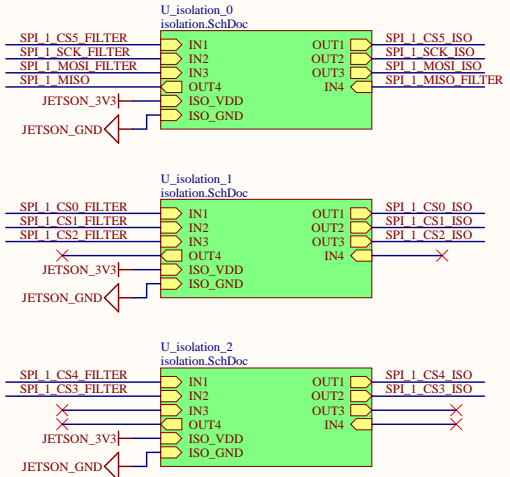 U_isolation_0
isolation.SchDoc
SPI_1_CS5_FILTER IN1 OUT1 SPI_1_CS5_ISO
SPI_1_SCK_FILTER IN2 OUT2 SPI_1_SCK_ISO
SPI_1_MOSI_FILTER IN3 OUT3 SPI_1_MOSI_ISO
SPI_1_MISO OUT4 IN4 SPI_1_MISO_FILTER
JETSON_3V3 ISO_VDD
JETSON_GND ISO_GND
U_isolation_1
isolation.SchDoc
SPI_1_CS0_FILTER IN1 OUT1 SPI_1_CS0_ISO
SPI_1_CS1_FILTER IN2 OUT2 SPI_1_CS1_ISO
SPI_1_CS2_FILTER IN3 OUT3 SPI_1_CS2_ISO
OUT4 IN4
JETSON_3V3 ISO_VDD
JETSON_GND ISO_GND
U_isolation_2
isolation.SchDoc
SPI_1_CS4_FILTER IN1 OUT1 SPI_1_CS4_ISO
SPI_1_CS3_FILTER IN2 OUT2 SPI_1_CS3_ISO
IN3 OUT3
OUT4 IN4
JETSON_3V3 ISO_VDD
JETSON_GND ISO_GND